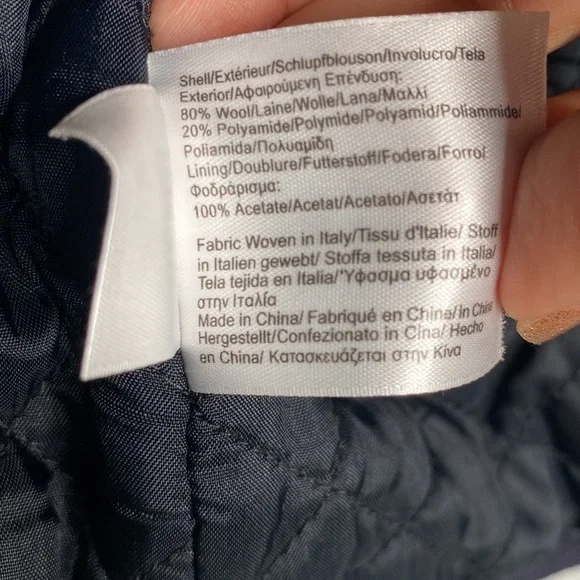 Shell/Extérieur/Schlupfblouson/Involucro/Tela
Exterior/Αφαιρούμενη Επένδυση:
80% Wool/Laine/Wolle/Lana/Μαλλί
20% Polyamide/Polymide/Polyamid/Poliammide/
Poliamida/Πολυαμίδη
Lining/Doublure/Futterstoff/Fodera/Forro/
Φοδράρισμα:
100% Acetate/Acetat/Acetato/Ασετάτ
Fabric Woven in Italy/Tissu d'Italie/ Stoff
in Italien gewebt/ Stoffa tessuta in Italia/
Tela tejida en Italia/Ύφασμα υφασμένο
στην Ιταλία
Made in China/ Fabriqué en China/ in China
Hergestellt/Confezionato in Cina/ Hecho
en China/ Κατασκευάζεται στην Κίνα